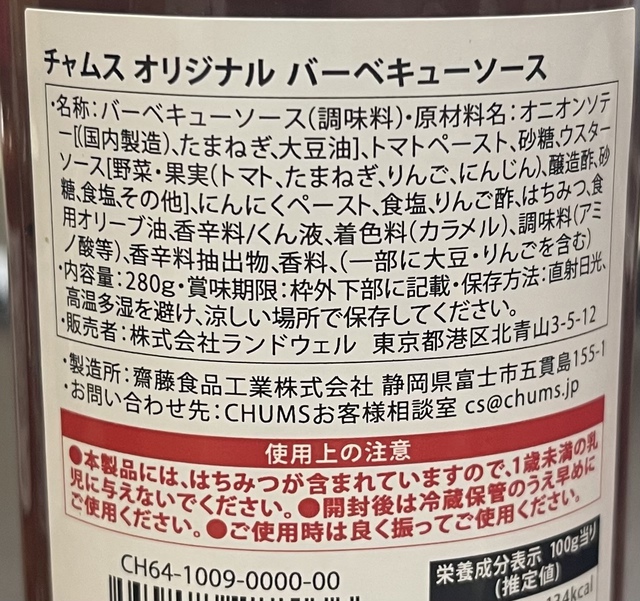 チャムス オリジナル バーベキューソース
・名称：バーベキューソース（調味料）・原材料名：オニオンソテ
ー[（国内製造）、たまねぎ、大豆油]、トマトペースト、砂糖、ウスター
ソース[野菜・果実（トマト、たまねぎ、りんご、にんじん）、醸造酢、砂
糖、食塩、その他]、にんにくペースト、食塩、りんご酢、はちみつ、食
用オリーブ油、香辛料/くん液、着色料（カラメル）、調味料（アミ
ノ酸等）、香辛料抽出物、香料、（一部に大豆・りんごを含む）
・内容量：280g・賞味期限：枠外下部に記載・保存方法：直射日光、
高温多湿を避け、涼しい場所で保存してください。
・販売者：株式会社ランドウェル 東京都港区北青山3-5-12
・製造所：齋藤食品工業株式会社 静岡県富士市五貫島155-1
・お問い合わせ先：CHUMSお客様相談室 cs@chums.jp
使用上の注意
●本製品には、はちみつが含まれていますので、1歳未満の乳
児に与えないでください。●開封後は冷蔵保管のうえ早めに
ご使用ください。●ご使用時は良く振ってご使用ください。
CH64-1009-0000-00
栄養成分表示 100g当り
（推定値）